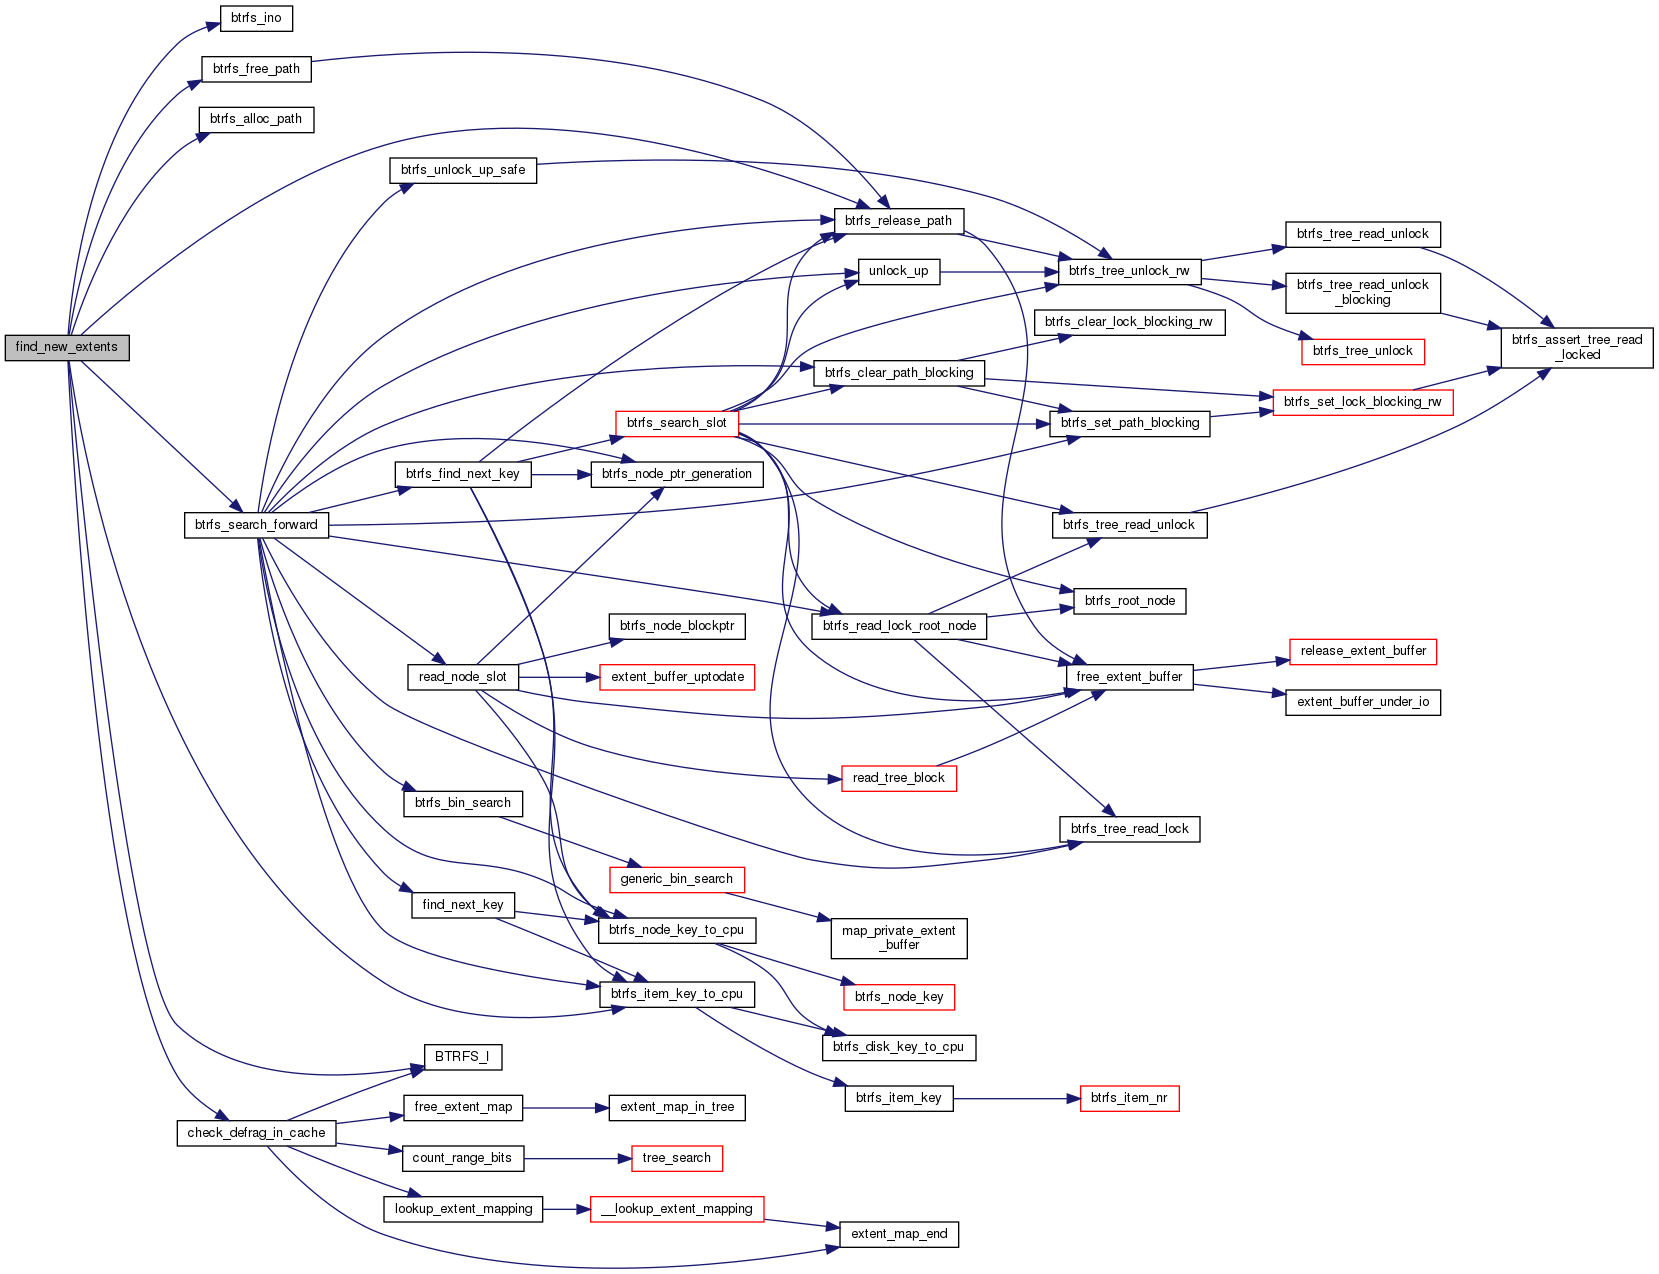 btrfs_ino
btrfs_free_path
btrfs_alloc_path
btrfs_unlock_up_safe
btrfs_release_path
btrfs_tree_read_unlock
unlock_up
btrfs_tree_unlock_rw
btrfs_tree_read_unlock
_blocking
btrfs_clear_lock_blocking_rw
find_new_extents
btrfs_assert_tree_read
_locked
btrfs_tree_unlock
btrfs_clear_path_blocking
btrfs_set_lock_blocking_rw
btrfs_search_slot
btrfs_set_path_blocking
btrfs_find_next_key
btrfs_node_ptr_generation
btrfs_search_forward
btrfs_tree_read_unlock
btrfs_root_node
btrfs_node_blockptr
btrfs_read_lock_root_node
release_extent_buffer
read_node_slot
extent_buffer_uptodate
free_extent_buffer
extent_buffer_under_io
read_tree_block
btrfs_bin_search
btrfs_tree_read_lock
generic_bin_search
find_next_key
btrfs_node_key_to_cpu
map_private_extent
_buffer
btrfs_item_key_to_cpu
btrfs_node_key
btrfs_disk_key_to_cpu
BTRFS_I
btrfs_item_key
btrfs_item_nr
free_extent_map
extent_map_in_tree
check_defrag_in_cache
count_range_bits
tree_search
lookup_extent_mapping
__lookup_extent_mapping
extent_map_end